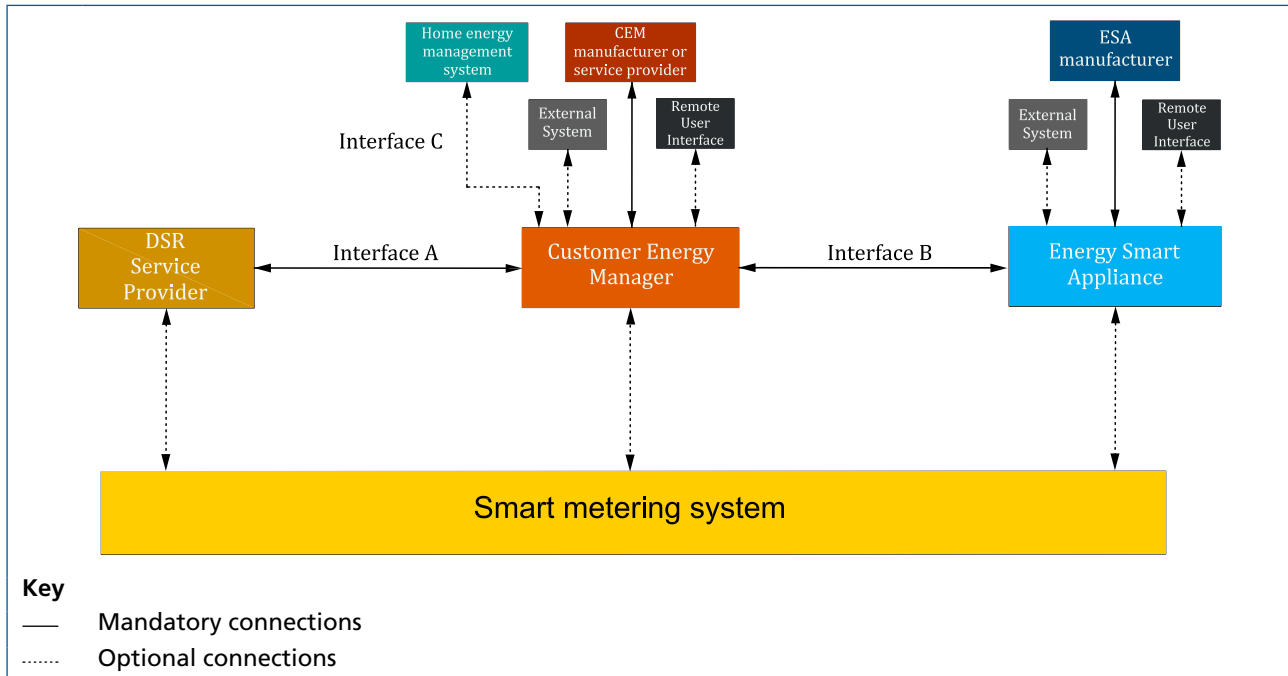 Home energy
management
system
CEM
manufacturer or
service provider
ESA
manufacturer
External
System
Remote
User
Interface
External
System
Remote
User
Interface
Interface C
DSR
Service
Provider
Interface A
Customer Energy
Manager
Interface B
Energy Smart
Appliance
Smart metering system
Key
Mandatory connections
Optional connections